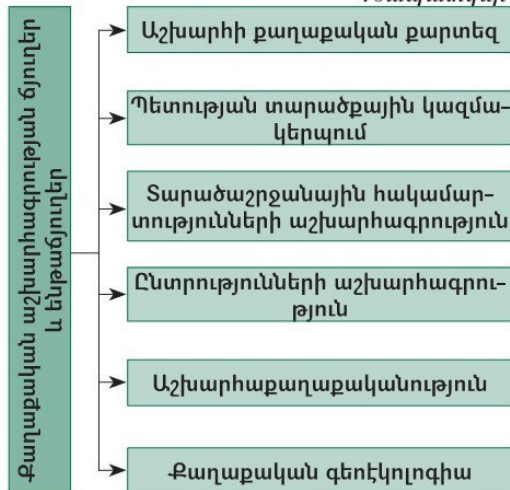 Քաղաքական աշխարհագրության ցյուղեր
և ենթաճյուղեր
Աշխարհի քաղաքական քարտեզ
Պետության տարածքային կազմա-
կերպում
Տարածաշրջանային հակամար-
տությունների աշխարհագրություն
Ընտրությունների աշխարհագրու-
թյուն
Աշխարհաքաղաքականություն
Քաղաքական գեոէկոլոգիա